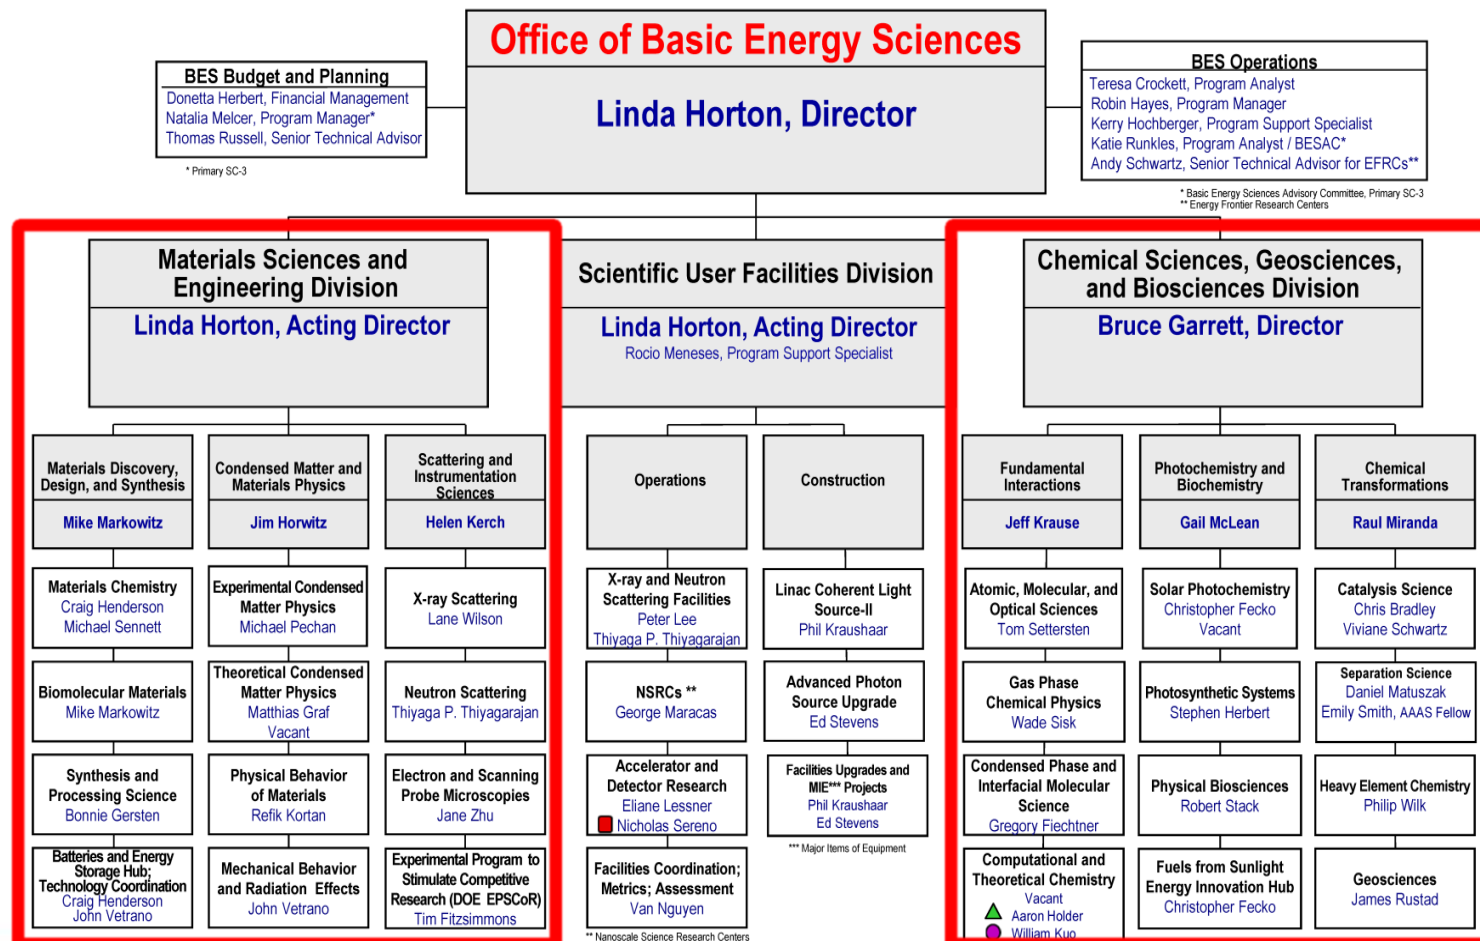 Office of Basic Energy Sciences
Linda Horton, Director
BES Budget and Planning
Donetta Herbert, Financial Management
Natalia Melcer, Program Manager*
Thomas Russell, Senior Technical Advisor
* Primary SC-3
BES Operations
Teresa Crockett, Program Analyst
Robin Hayes, Program Manager
Kerry Hochberger, Program Support Specialist
Katie Runkles, Program Analyst / BESAC*
Andy Schwartz, Senior Technical Advisor for EFRCs**
* Basic Energy Sciences Advisory Committee, Primary SC-3
** Energy Frontier Research Centers
Materials Sciences and
Engineering Division
Linda Horton, Acting Director
Scientific User Facilities Division
Linda Horton, Acting Director
Rocio Meneses, Program Support Specialist
Chemical Sciences, Geosciences,
and Biosciences Division
Bruce Garrett, Director
Materials Discovery,
Design, and Synthesis
Mike Markowitz
Materials Chemistry
Craig Henderson
Michael Sennett
Biomolecular Materials
Mike Markowitz
Synthesis and
Processing Science
Bonnie Gersten
Batteries and Energy
Storage Hub;
Technology Coordination
Craig Henderson
John Vetrano
Condensed Matter and
Materials Physics
Jim Horwitz
Experimental Condensed
Matter Physics
Michael Pechan
Theoretical Condensed
Matter Physics
Matthias Graf
Vacant
Physical Behavior
of Materials
Refik Kortan
Mechanical Behavior
and Radiation Effects
John Vetrano
Scattering and
Instrumentation
Sciences
Helen Kerch
X-ray Scattering
Lane Wilson
Neutron Scattering
Thiyaga P. Thiyagarajan
Electron and Scanning
Probe Microscopies
Jane Zhu
Experimental Program to
Stimulate Competitive
Research (DOE EPSCoR)
Tim Fitzsimmons
Operations
X-ray and Neutron
Scattering Facilities
Peter Lee
Thiyaga P. Thiyagarajan
NSRCs **
George Maracas
Accelerator and
Detector Research
Eliane Lessner
Nicholas Sereno
Facilities Coordination;
Metrics; Assessment
Van Nguyen
** Nanoscale Science Research Centers
Construction
Linac Coherent Light
Source-II
Phil Kraushaar
Advanced Photon
Source Upgrade
Ed Stevens
Facilities Upgrades and
MIE*** Projects
Phil Kraushaar
Ed Stevens
*** Major Items of Equipment
Fundamental
Interactions
Jeff Krause
Atomic, Molecular, and
Optical Sciences
Tom Settersten
Gas Phase
Chemical Physics
Wade Sisk
Condensed Phase and
Interfacial Molecular
Science
Gregory Fiechtner
Computational and
Theoretical Chemistry
Vacant
Aaron Holder
William Kuo
Photochemistry and
Biochemistry
Gail McLean
Solar Photochemistry
Christopher Fecko
Vacant
Photosynthetic Systems
Stephen Herbert
Physical Biosciences
Robert Stack
Fuels from Sunlight
Energy Innovation Hub
Christopher Fecko
Chemical
Transformations
Raul Miranda
Catalysis Science
Chris Bradley
Viviane Schwartz
Separation Science
Daniel Matuszak
Emily Smith, AAAS Fellow
Heavy Element Chemistry
Philip Wilk
Geosciences
James Rustad